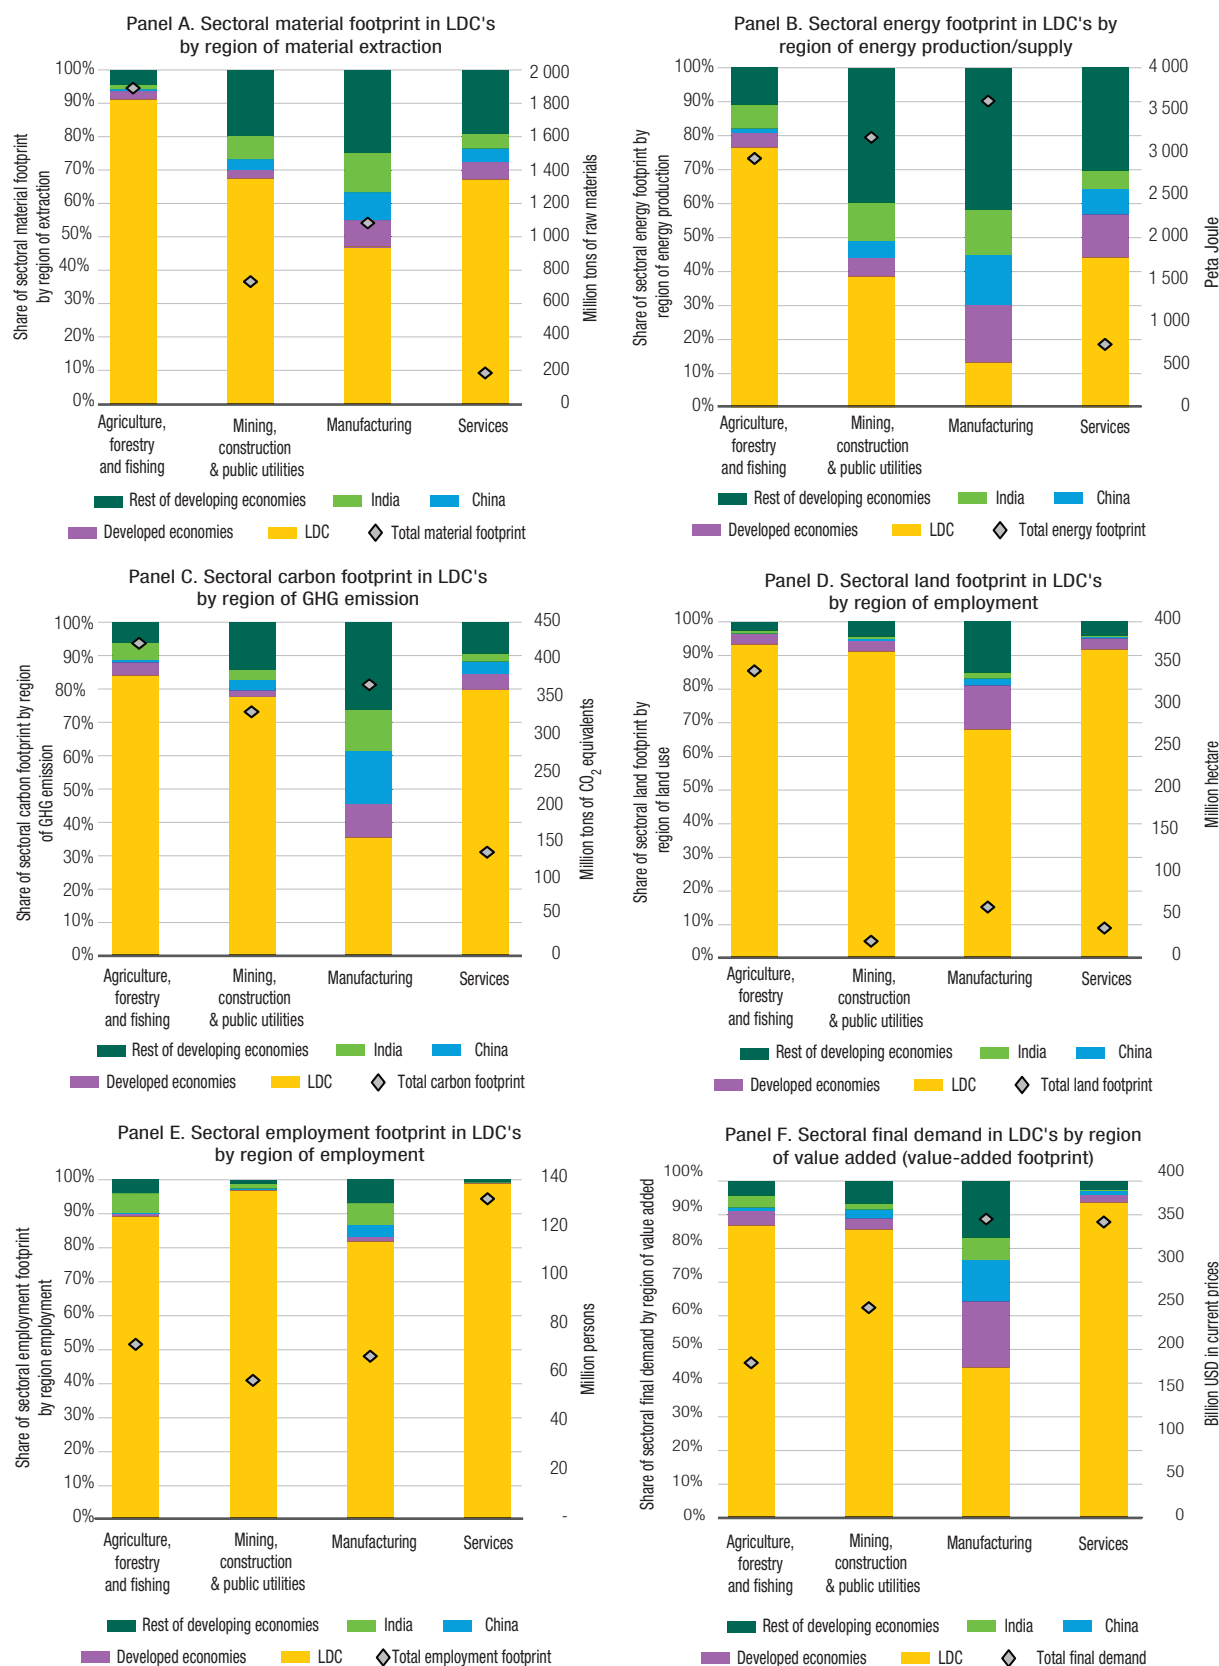 Panel A. Sectoral material footprint in LDC's
by region of material extraction
Share of sectoral material footprint
by region of extraction
100%
90%
80%
70%
60%
50%
40%
30%
20%
10%
0%
2 000
1 800
1 600
1 400
1 200
1 000
800
600
400
200
0
Million tons of raw materials
Agriculture,
forestry
and fishing
Mining,
construction
& public utilities
Manufacturing
Services
Rest of developing economies
India
China
Developed economies
LDC
Total material footprint
Panel B. Sectoral energy footprint in LDC's by
region of energy production/supply
Share of sectoral energy footprint by
region of energy production
100%
90%
80%
70%
60%
50%
40%
30%
20%
10%
0%
4 000
3 500
3 000
2 500
2 000
1 500
1 000
500
0
Peta Joule
Agriculture,
forestry
and fishing
Mining,
construction
& public utilities
Manufacturing
Services
Rest of developing economies
India
China
Developed economies
LDC
Total energy footprint
Panel C. Sectoral carbon footprint in LDC's
by region of GHG emission
Share of sectoral carbon footprint by region
of GHG emission
100%
90%
80%
70%
60%
50%
40%
30%
20%
10%
0%
450
400
350
300
250
200
150
100
50
0
Million tons of CO2 equivalents
Agriculture,
forestry
and fishing
Mining,
construction
& public utilities
Manufacturing
Services
Rest of developing economies
India
China
Developed economies
LDC
Total carbon footprint
Panel D. Sectoral land footprint in LDC's
by region of employment
Share of sectoral land footprint by
region of land use
100%
90%
80%
70%
60%
50%
40%
30%
20%
10%
0%
400
350
300
250
200
150
100
50
0
Million hectare
Agriculture,
forestry
and fishing
Mining,
construction
& public utilities
Manufacturing
Services
Rest of developing economies
India
China
Developed economies
LDC
Total land footprint
Panel E. Sectoral employment footprint in LDC's
by region of employment
Share of sectoral employment footprint
by region employment
100%
90%
80%
70%
60%
50%
40%
30%
20%
10%
0%
140
120
100
80
60
40
20
-
Million persons
Agriculture,
forestry
and fishing
Mining,
construction
& public utilities
Manufacturing
Services
Rest of developing economies
India
China
Developed economies
LDC
Total employment footprint
Panel F. Sectoral final demand in LDC's by region
of value added (value-added footprint)
Share of sectoral final demand by region of value added
100%
90%
80%
70%
60%
50%
40%
30%
20%
10%
0%
400
350
300
250
200
150
100
50
0
Billion USD in current prices
Agriculture,
forestry
and fishing
Mining,
construction
& public utilities
Manufacturing
Services
Rest of developing economies
India
China
Developed economies
LDC
Total final demand